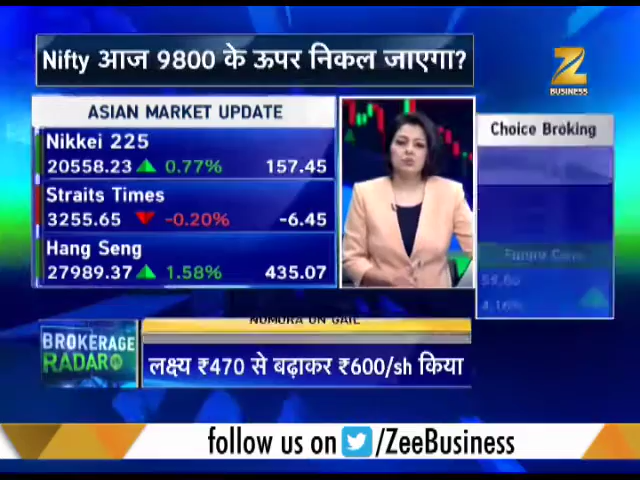 Nifty आज 9800 के ऊपर निकल जाएगा?
Z
BUSINESS
ASIAN MARKET UPDATE
Nikkei 225
20558.23 0.77% 157.45
Straits Times
3255.65 -0.20% -6.45
Hang Seng
27989.37 1.58% 435.07
Choice Broking
NOMURA ON GAIL
BROKERAGE
RADAR
लक्ष्य ₹470 से बढ़ाकर ₹600/sh किया
follow us on /ZeeBusiness